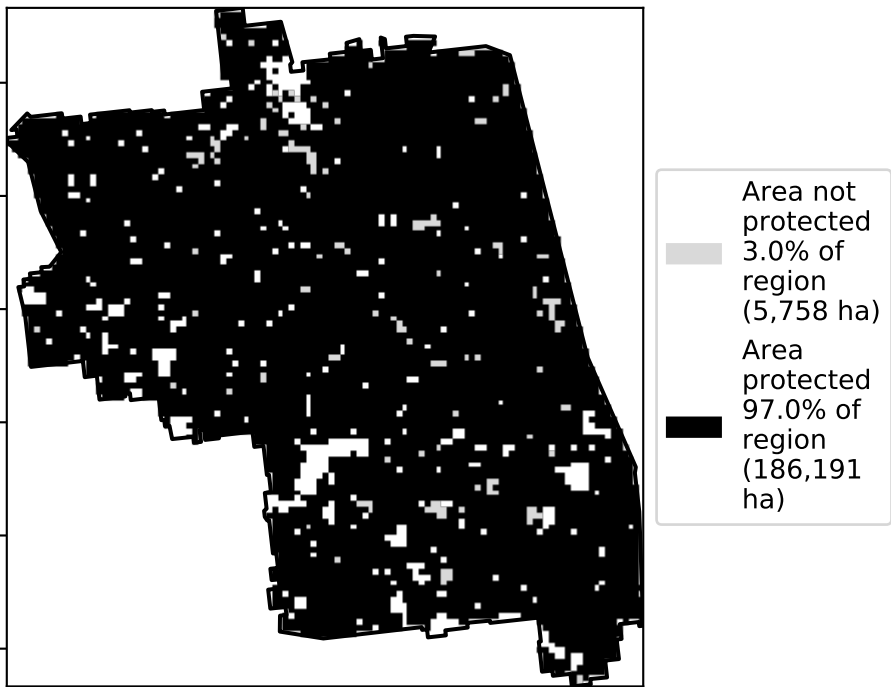 Area not
protected
3.0% of
region
(5,758 ha)
Area
protected
97.0% of
region
(186,191
ha)